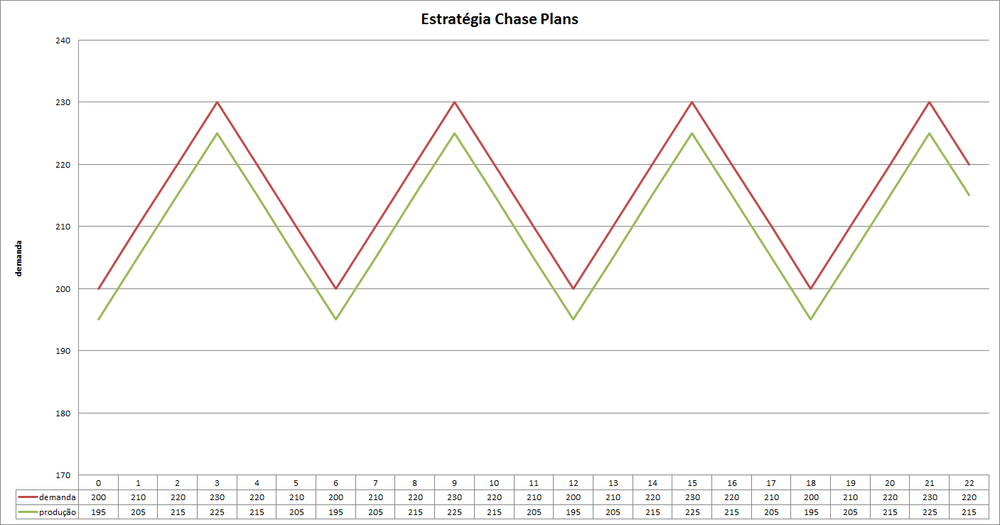 Estratégia Chase Plans
240
230
220
210
200
190
180
170
demanda
0 1 2 3 4 5 6 7 8 9 10 11 12 13 14 15 16 17 18 19 20 21 22
demanda 200 210 220 230 220 210 200 210 220 230 220 210 200 210 220 230 220 210 200 210 220 230 220
produção 195 205 215 225 215 205 195 205 215 225 215 205 195 205 215 225 215 205 195 205 215 225 215